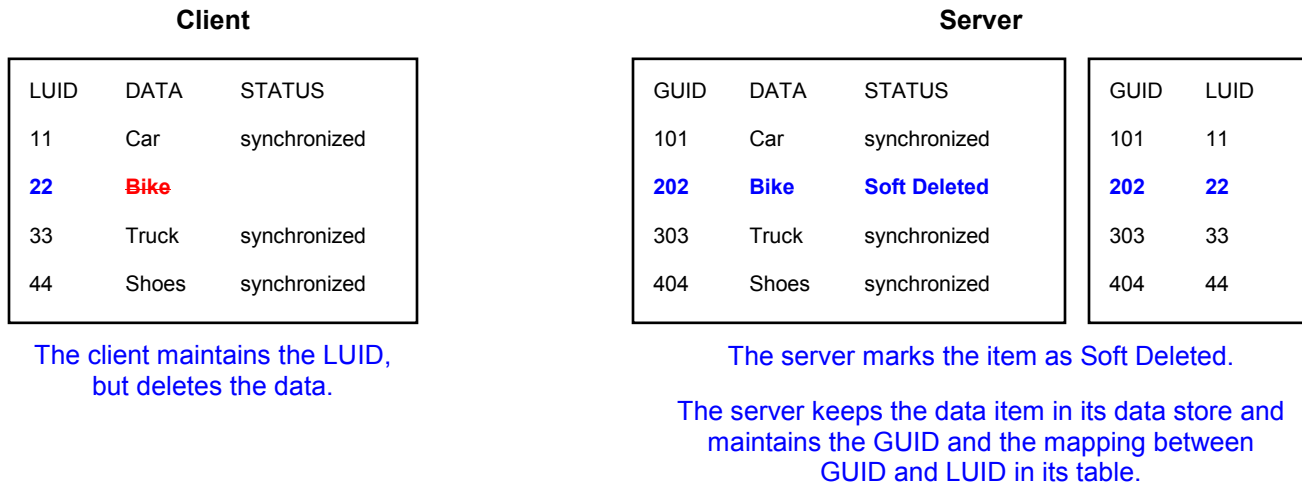 Client
LUID DATA STATUS
11 Car synchronized
22 Bike
33 Truck synchronized
44 Shoes synchronized
The client maintains the LUID,
but deletes the data.
Server
GUID DATA STATUS
101 Car synchronized
202 Bike Soft Deleted
303 Truck synchronized
404 Shoes synchronized
GUID LUID
101 11
202 22
303 33
404 44
The server marks the item as Soft Deleted.
The server keeps the data item in its data store and
maintains the GUID and the mapping between
GUID and LUID in its table.